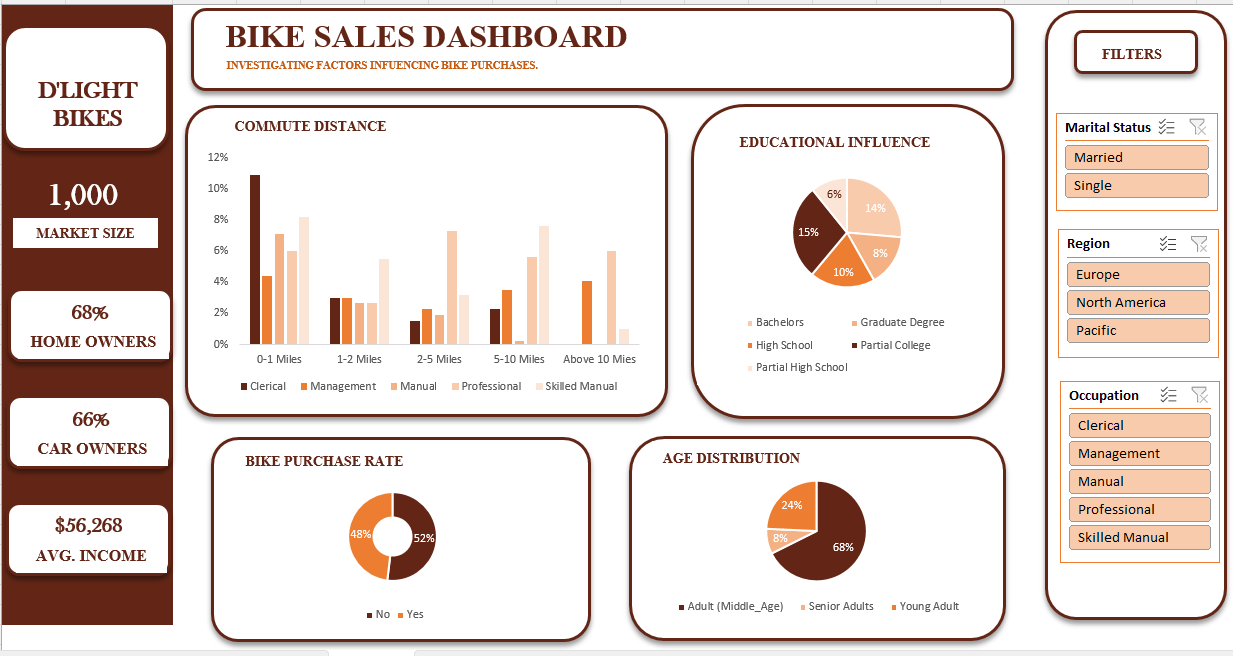 D'LIGHT
BIKES
1,000
MARKET SIZE
68%
HOME OWNERS
66%
CAR OWNERS
$56,268
AVG. INCOME
BIKE SALES DASHBOARD
INVESTIGATING FACTORS INFUENCING BIKE PURCHASES.
COMMUTE DISTANCE
12%
10%
8%
6%
4%
2%
0%
0-1 Miles 1-2 Miles 2-5 Miles 5-10 Miles Above 10 Mies
Clerical Management Manual Professional Skilled Manual
EDUCATIONAL INFLUENCE
6%
14%
15%
8%
10%
Bachelors Graduate Degree
High School Partial College
Partial High School
BIKE PURCHASE RATE
48%
52%
No Yes
AGE DISTRIBUTION
24%
8%
68%
Adult (Middle_Age) Senior Adults Young Adult
FILTERS
Marital Status
Married
Single
Region
Europe
North America
Pacific
Occupation
Clerical
Management
Manual
Professional
Skilled Manual